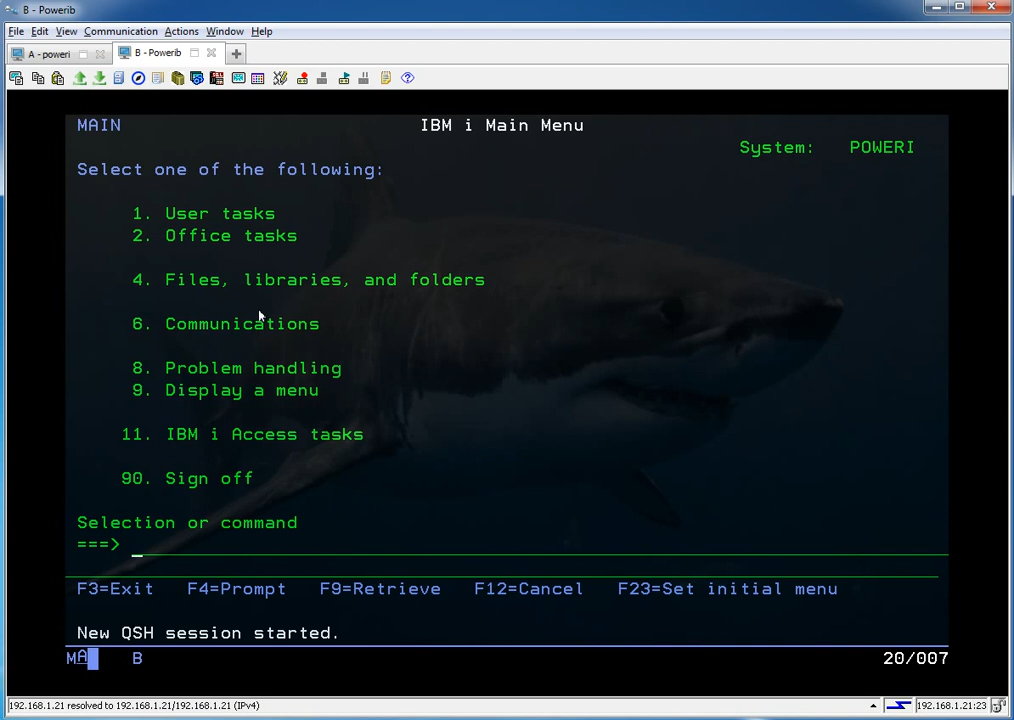 B - Powerib
File Edit View Communication Actions Window Help
A - poweri B - Powerib
MAIN IBM i Main Menu
System: POWERI
Select one of the following:
1. User tasks
2. Office tasks
4. Files, libraries, and folders
6. Communications
8. Problem handling
9. Display a menu
11. IBM i Access tasks
90. Sign off
Selection or command
===> _
F3=Exit F4=Prompt F9=Retrieve F12=Cancel F23=Set initial menu
New QSH session started.
MA B 20/007
192.168.1.21 resolved to 192.168.1.21/192.168.1.21 (IPv4) 192.168.1.21:23